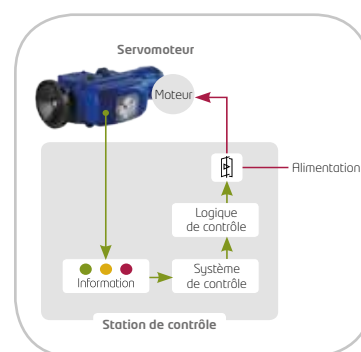 Servomoteur
Moteur
Alimentation
Logique
de contrôle
Information
Système
de contrôle
Station de contrôle